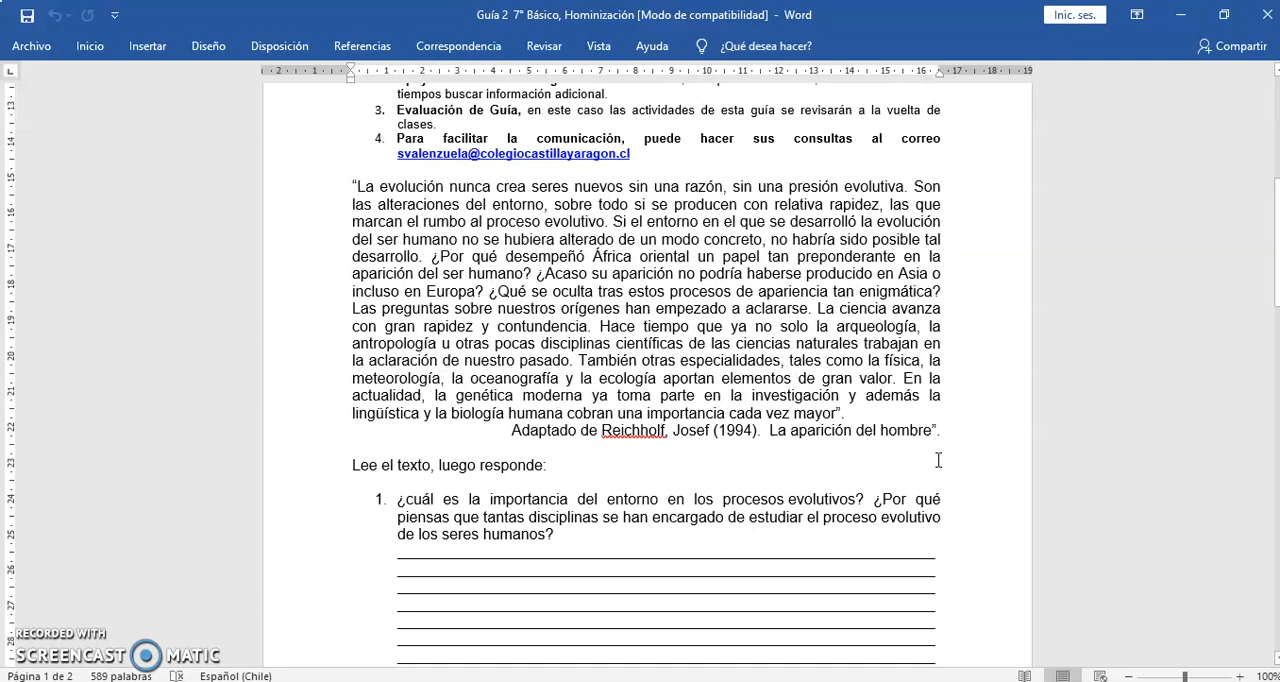 Guía 2 7° Básico, Hominización [Modo de compatibilidad] - Word
Inic. ses.
Archivo Inicio Insertar Diseño Disposición Referencias Correspondencia Revisar Vista Ayuda ¿Qué desea hacer? Compartir
tiempos buscar información adicional.
3. Evaluación de Guía, en este caso las actividades de esta guía se revisarán a la vuelta de
clases.
4. Para facilitar la comunicación, puede hacer sus consultas al correo
svalenzuela@colegiocastillayaragon.cl
“La evolución nunca crea seres nuevos sin una razón, sin una presión evolutiva. Son
las alteraciones del entorno, sobre todo si se producen con relativa rapidez, las que
marcan el rumbo al proceso evolutivo. Si el entorno en el que se desarrolló la evolución
del ser humano no se hubiera alterado de un modo concreto, no habría sido posible tal
desarrollo. ¿Por qué desempeñó África oriental un papel tan preponderante en la
aparición del ser humano? ¿Acaso su aparición no podría haberse producido en Asia o
incluso en Europa? ¿Qué se oculta tras estos procesos de apariencia tan enigmática?
Las preguntas sobre nuestros orígenes han empezado a aclararse. La ciencia avanza
con gran rapidez y contundencia. Hace tiempo que ya no solo la arqueología, la
antropología u otras pocas disciplinas científicas de las ciencias naturales trabajan en
la aclaración de nuestro pasado. También otras especialidades, tales como la física, la
meteorología, la oceanografía y la ecología aportan elementos de gran valor. En la
actualidad, la genética moderna ya toma parte en la investigación y además la
lingüística y la biología humana cobran una importancia cada vez mayor”.
Adaptado de Reichholf, Josef (1994). La aparición del hombre”.
Lee el texto, luego responde:
1. ¿cuál es la importancia del entorno en los procesos evolutivos? ¿Por qué
piensas que tantas disciplinas se han encargado de estudiar el proceso evolutivo
de los seres humanos?
RECORDED WITH
SCREENCAST MATIC
Página 1 de 2 589 palabras Español (Chile) 100%